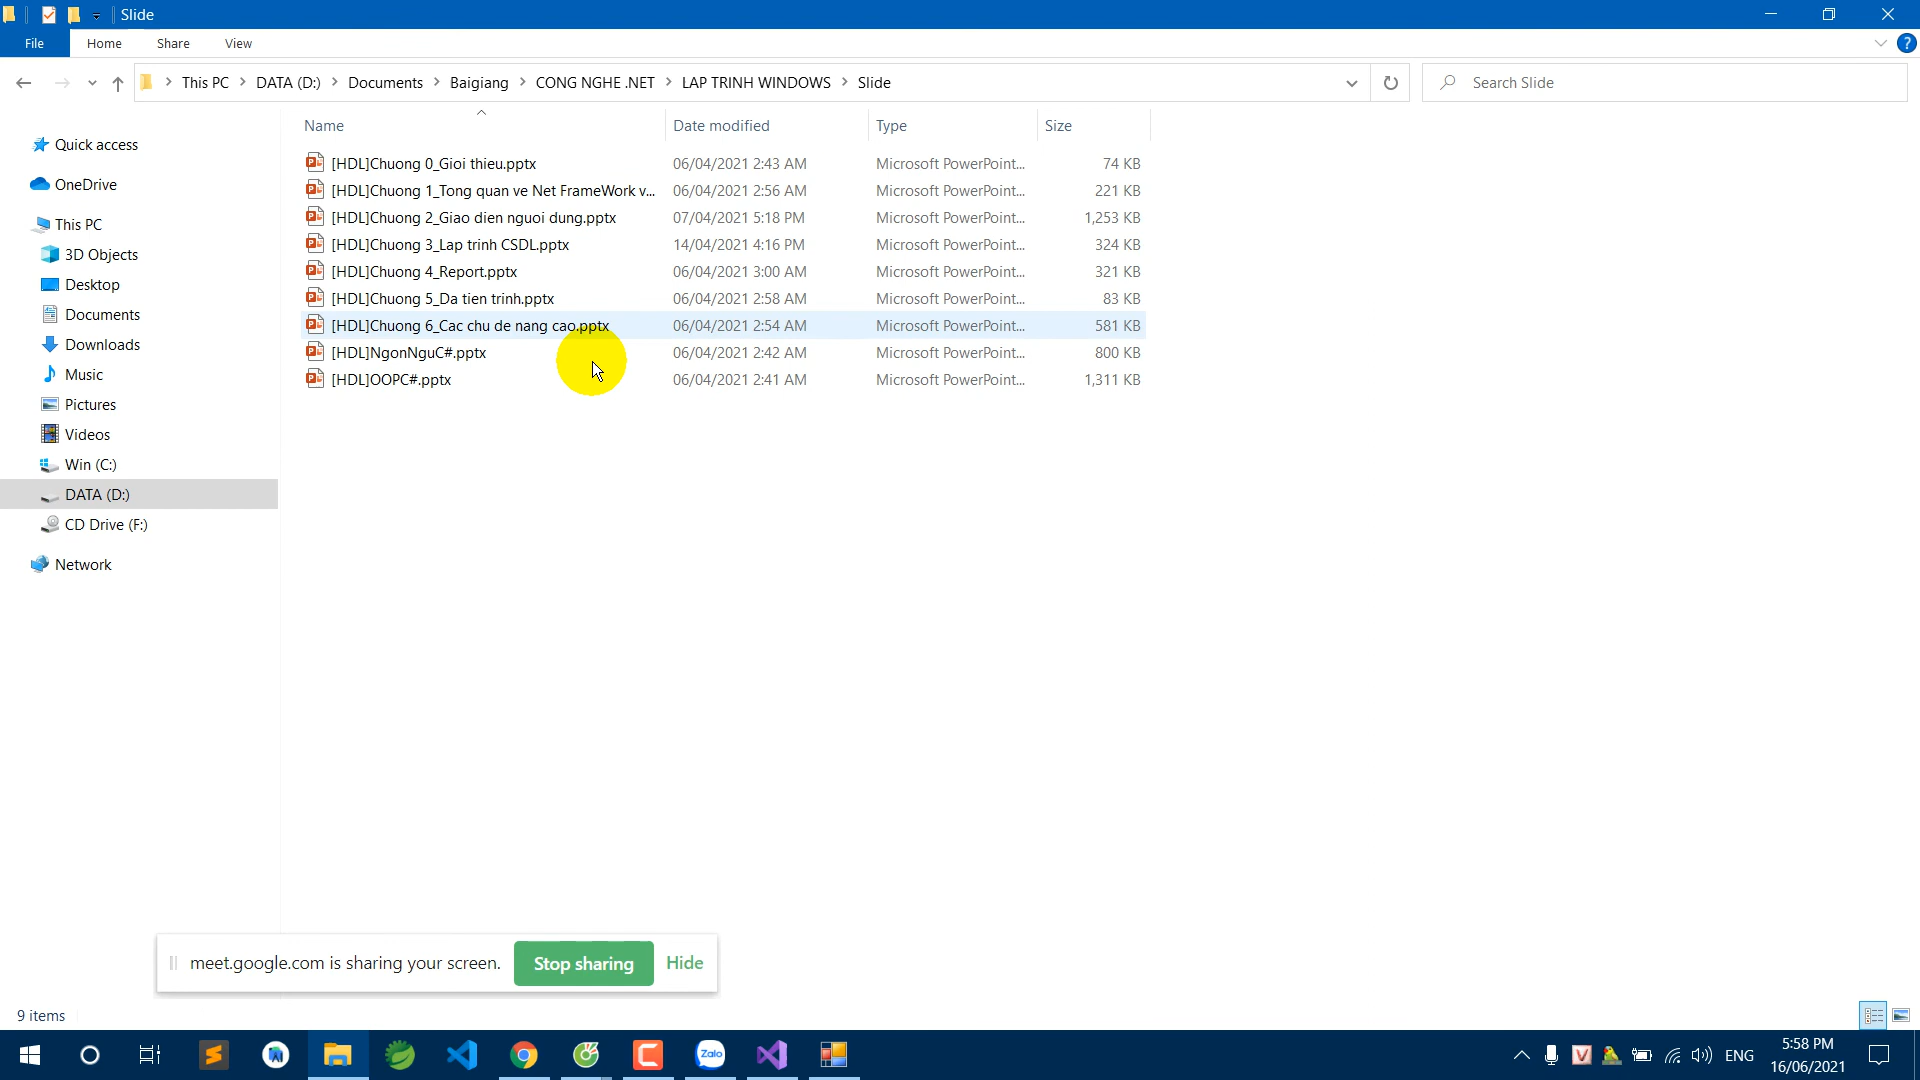 Slide
File Home Share View
This PC DATA (D:) Documents Baigiang CONG NGHE .NET LAP TRINH WINDOWS Slide
Search Slide
Name Date modified Type Size
Quick access
OneDrive
This PC
3D Objects
Desktop
Documents
Downloads
Music
Pictures
Videos
Win (C:)
DATA (D:)
CD Drive (F:)
Network
[HDL]Chuong 0_Gioi thieu.pptx 06/04/2021 2:43 AM Microsoft PowerPoint... 74 KB
[HDL]Chuong 1_Tong quan ve Net FrameWork v... 06/04/2021 2:56 AM Microsoft PowerPoint... 221 KB
[HDL]Chuong 2_Giao dien nguoi dung.pptx 07/04/2021 5:18 PM Microsoft PowerPoint... 1,253 KB
[HDL]Chuong 3_Lap trinh CSDL.pptx 14/04/2021 4:16 PM Microsoft PowerPoint... 324 KB
[HDL]Chuong 4_Report.pptx 06/04/2021 3:00 AM Microsoft PowerPoint... 321 KB
[HDL]Chuong 5_Da tien trinh.pptx 06/04/2021 2:58 AM Microsoft PowerPoint... 83 KB
[HDL]Chuong 6_Cac chu de nang cao.pptx 06/04/2021 2:54 AM Microsoft PowerPoint... 581 KB
[HDL]NgonNguC#.pptx 06/04/2021 2:42 AM Microsoft PowerPoint... 800 KB
[HDL]OOPC#.pptx 06/04/2021 2:41 AM Microsoft PowerPoint... 1,311 KB
meet.google.com is sharing your screen. Stop sharing Hide
9 items
Zalo
ENG
5:58 PM
16/06/2021